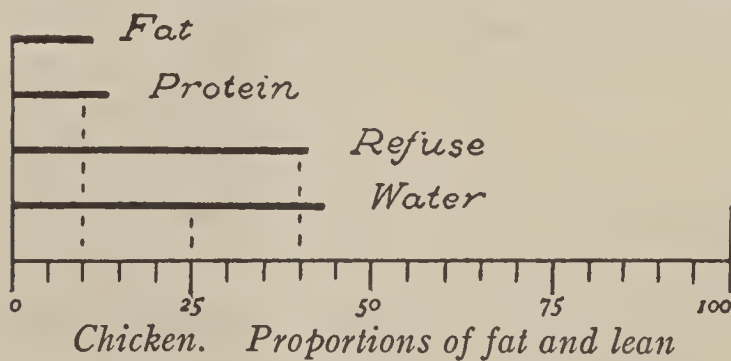 Fat
Protein
Refuse
Water
0 25 50 75 100
Chicken. Proportions of fat and lean